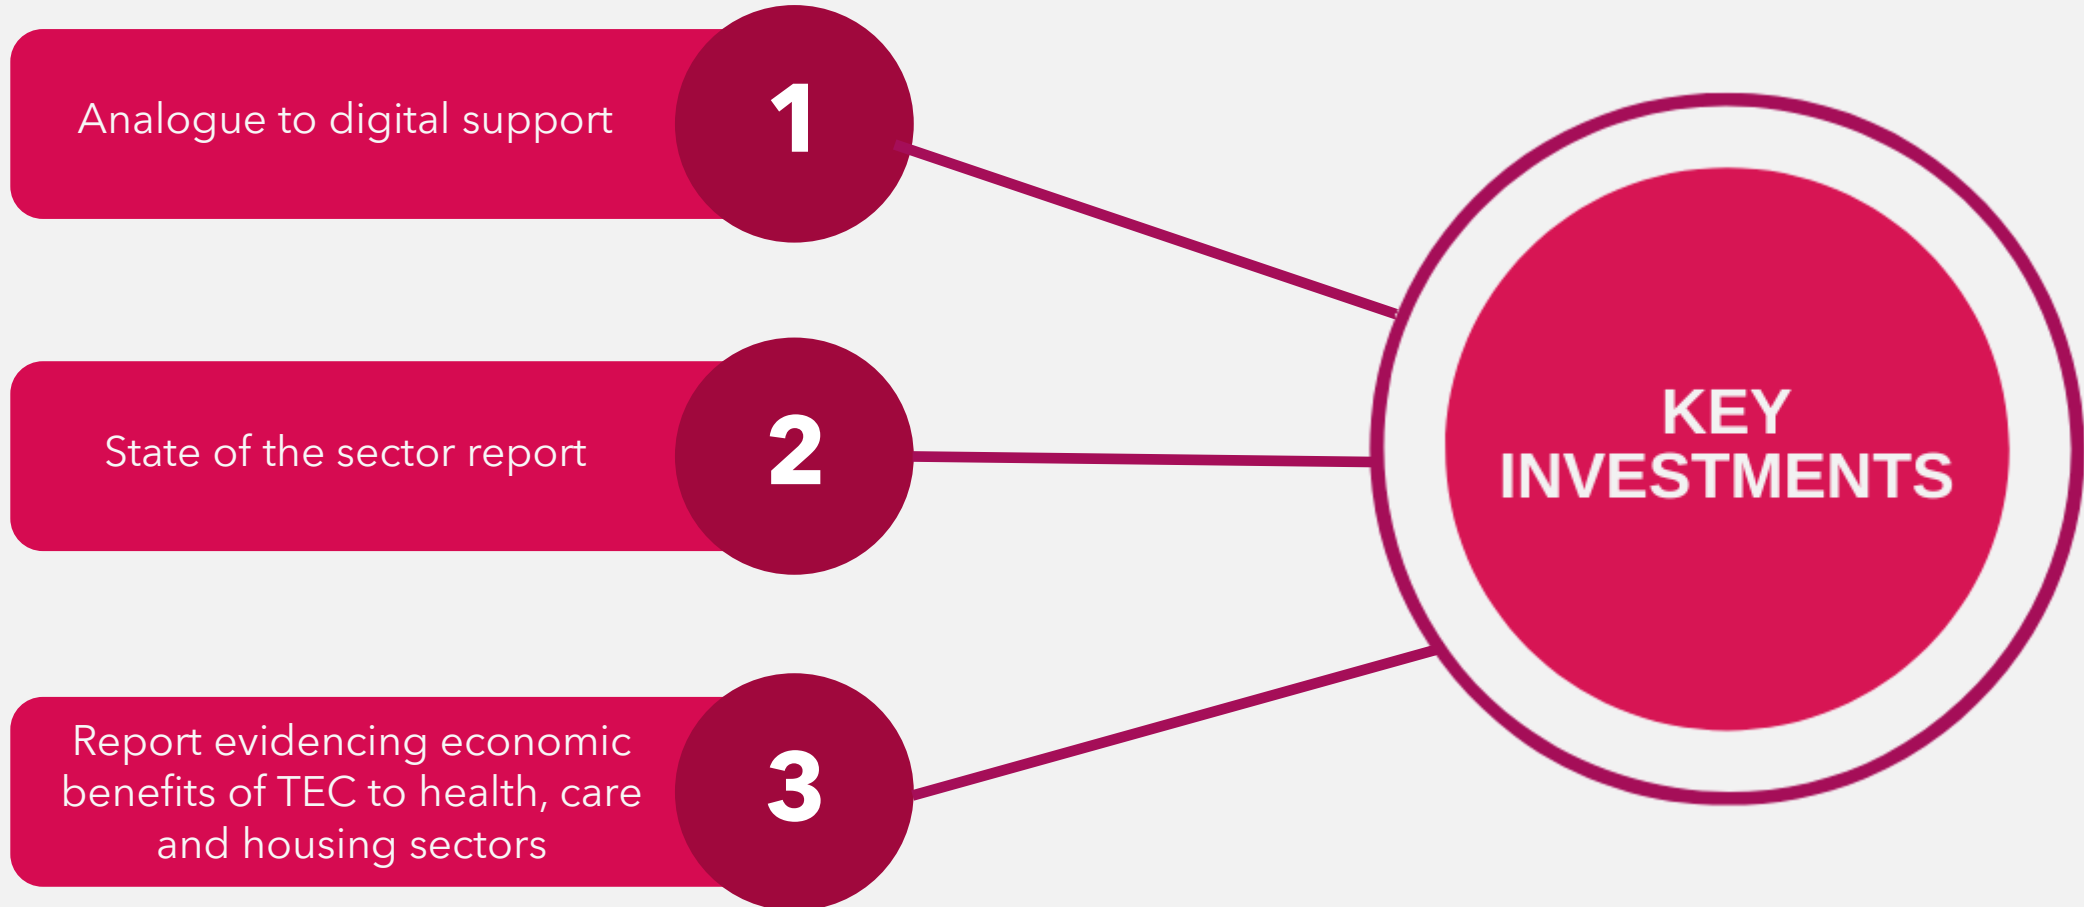 Analogue to digital support
1
State of the sector report
2
Report evidencing economic
benefits of TEC to health, care
and housing sectors
3
KEY
INVESTMENTS